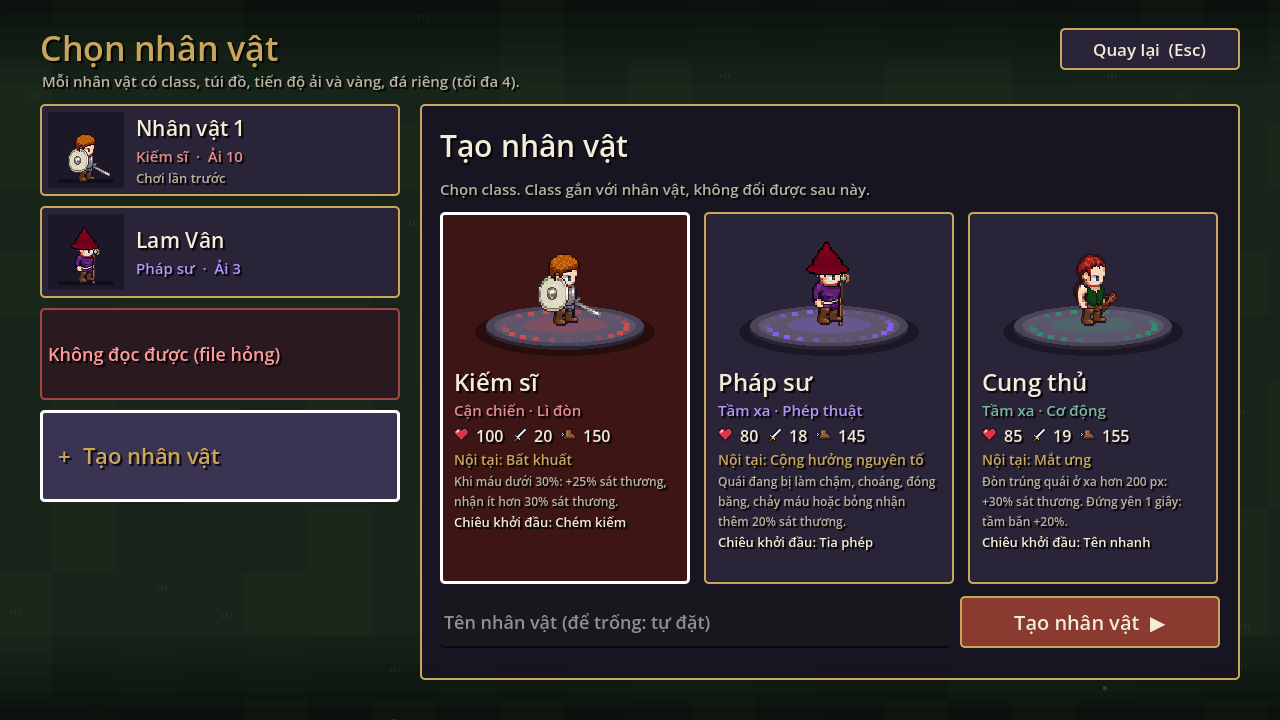 Chọn nhân vật
Quay lại (Esc)
Mỗi nhân vật có class, túi đồ, tiến độ ải và vàng, đá riêng (tối đa 4).
Nhân vật 1
Kiếm sĩ · Ải 10
Chơi lần trước
Lam Vân
Pháp sư · Ải 3
Không đọc được (file hỏng)
+ Tạo nhân vật
Tạo nhân vật
Chọn class. Class gắn với nhân vật, không đổi được sau này.
Kiếm sĩ
Cận chiến · Lì đòn
100 20 150
Nội tại: Bất khuất
Khi máu dưới 30%: +25% sát thương,
nhận ít hơn 30% sát thương.
Chiêu khởi đầu: Chém kiếm
Pháp sư
Tầm xa · Phép thuật
80 18 145
Nội tại: Cộng hưởng nguyên tố
Quái đang bị làm chậm, choáng, đóng
băng, chảy máu hoặc bỏng nhận
thêm 20% sát thương.
Chiêu khởi đầu: Tia phép
Cung thủ
Tầm xa · Cơ động
85 19 155
Nội tại: Mắt ưng
Đòn trúng quái ở xa hơn 200 px:
+30% sát thương. Đứng yên 1 giây:
tầm bắn +20%.
Chiêu khởi đầu: Tên nhanh
Tên nhân vật (để trống: tự đặt)
Tạo nhân vật ▶